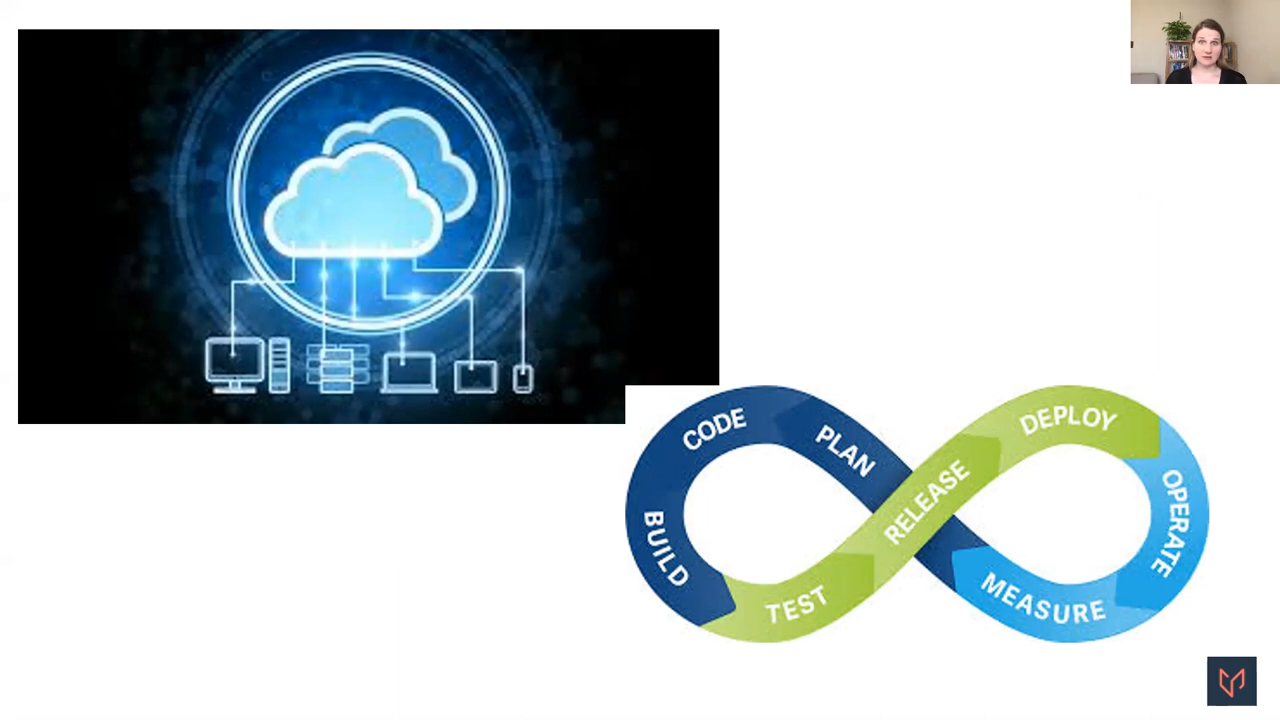 CODE
PLAN
BUILD
TEST
RELEASE
DEPLOY
OPERATE
MEASURE